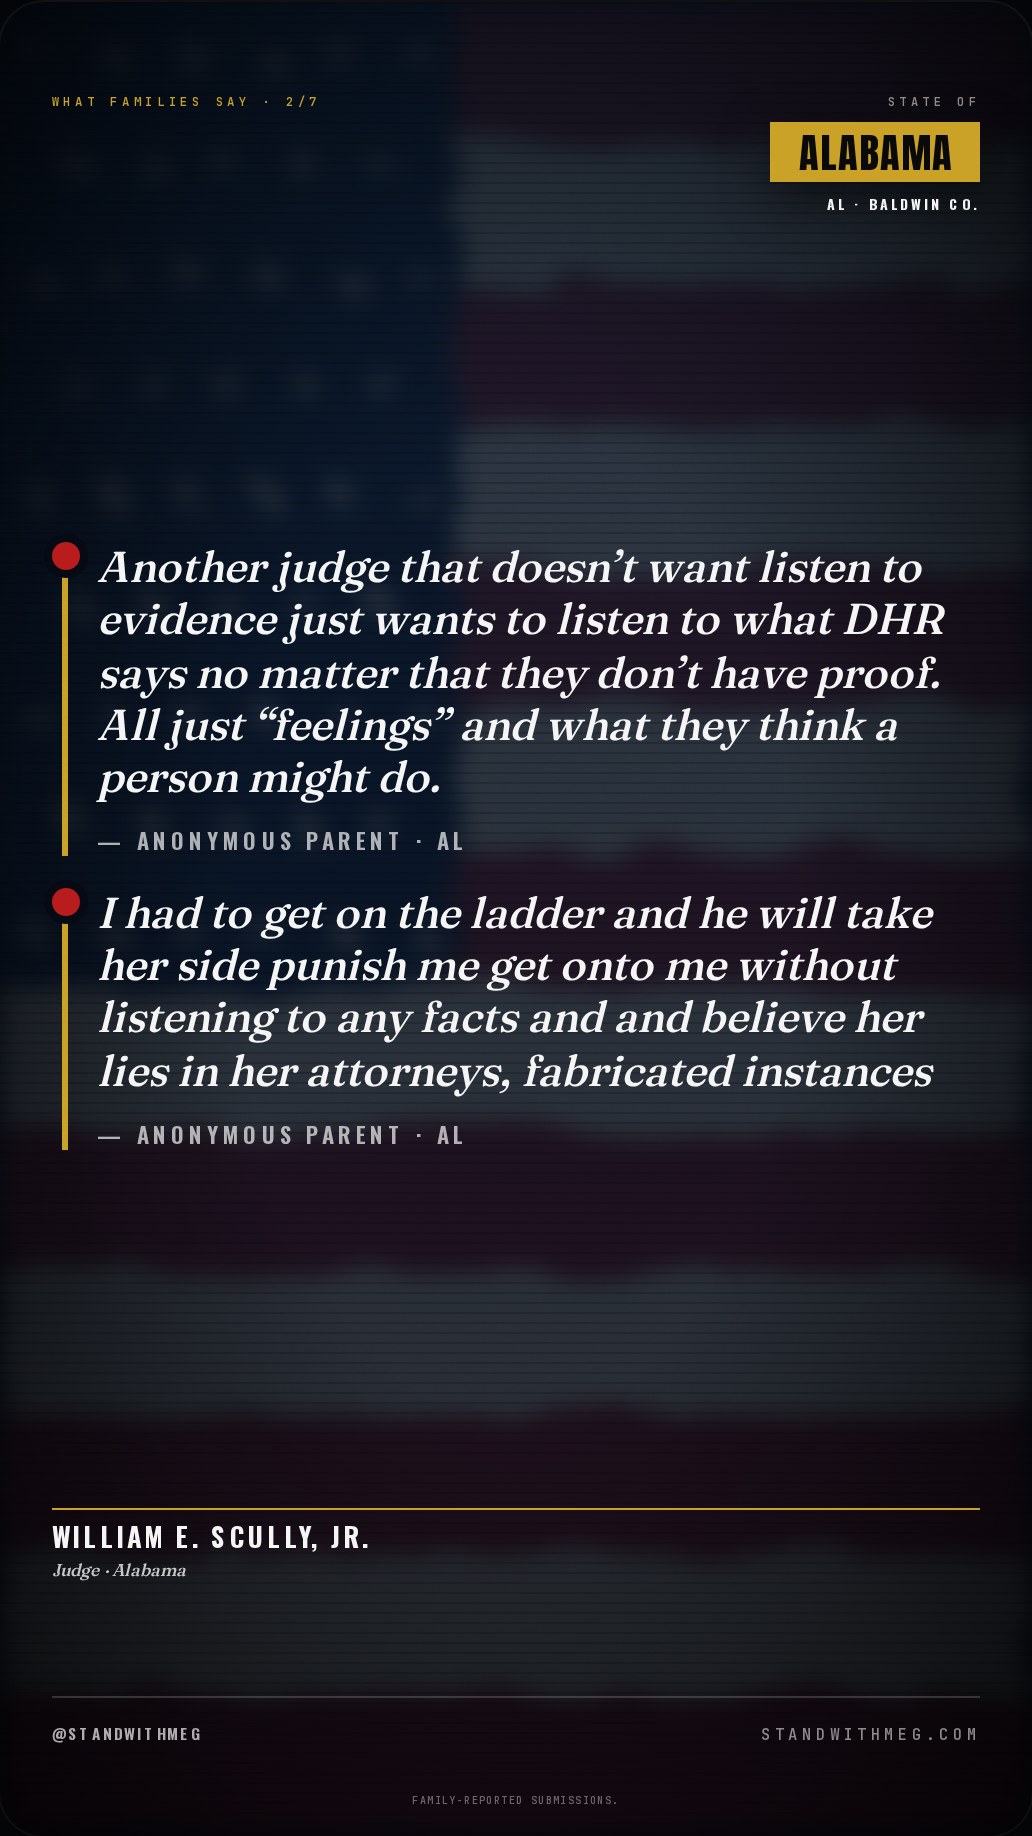 WHAT FAMILIES SAY · 2/7
STATE OF
ALABAMA
AL · BALDWIN CO.
Another judge that doesn’t want listen to
evidence just wants to listen to what DHR
says no matter that they don’t have proof.
All just “feelings” and what they think a
person might do.
— ANONYMOUS PARENT · AL
I had to get on the ladder and he will take
her side punish me get onto me without
listening to any facts and and believe her
lies in her attorneys, fabricated instances
— ANONYMOUS PARENT · AL
WILLIAM E. SCULLY, JR.
Judge · Alabama
@STANDWITHMEG
STANDWITHMEG.COM
FAMILY-REPORTED SUBMISSIONS.